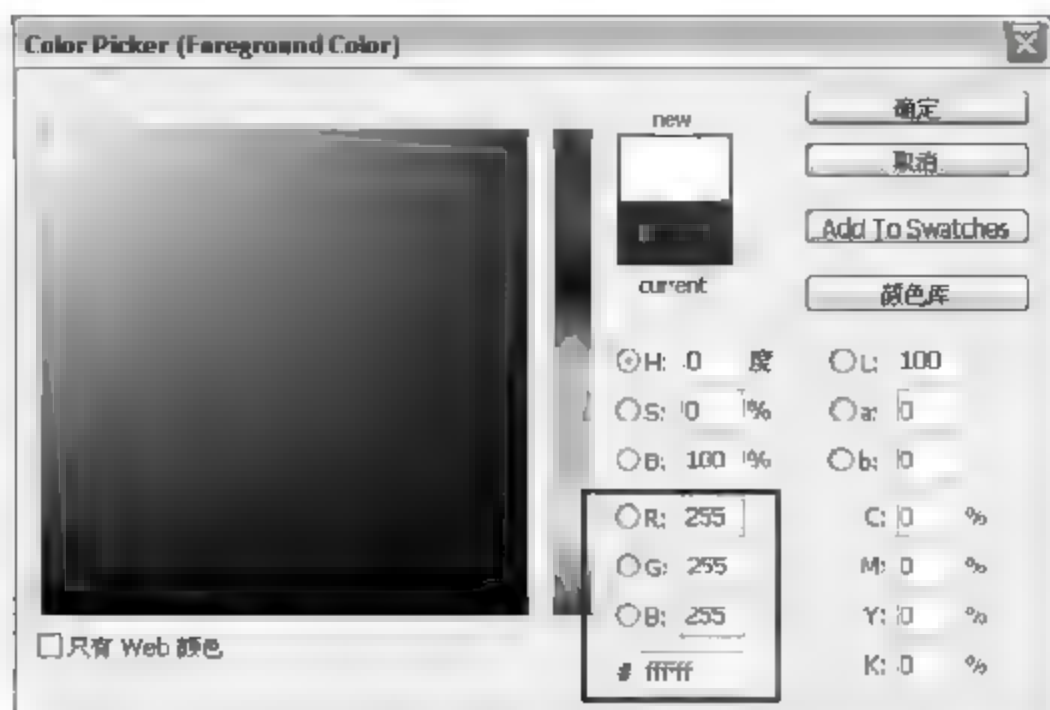 Color Picker (Foreground Color)
new
确定
取消
Add To Swatches
current
颜色库
H: 0 度
L: 100
S: 0 %
a: 0
B: 100 %
b: 0
R: 255
C: 0 %
G: 255
M: 0 %
B: 255
Y: 0 %
# ffffff
K: 0 %
只有 Web 颜色